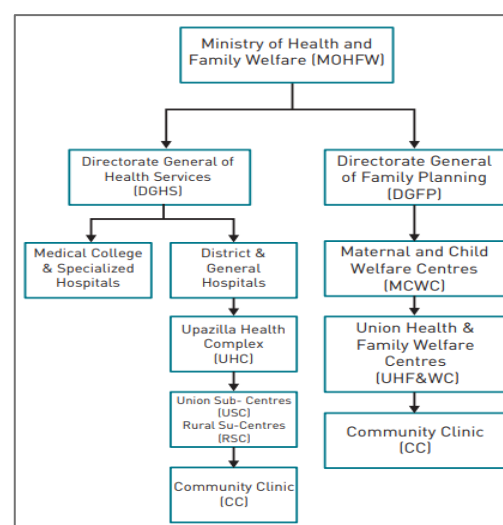 Ministry of Health and
Family Welfare (MOHFW)
Directorate General of
Health Services
(DGHS)
Directorate General
of Family Planning
(DGFP)
Medical College
& Specialized
Hospitals
District &
General
Hospitals
Maternal and Child
Welfare Centres
(MCWC)
Upazilla Health
Complex
(UHC)
Union Health &
Family Welfare
Centres
(UHF&WC)
Union Sub- Centres
(USC)
Rural Su-Centres
(RSC)
Community Clinic
(CC)
Community Clinic
(CC)